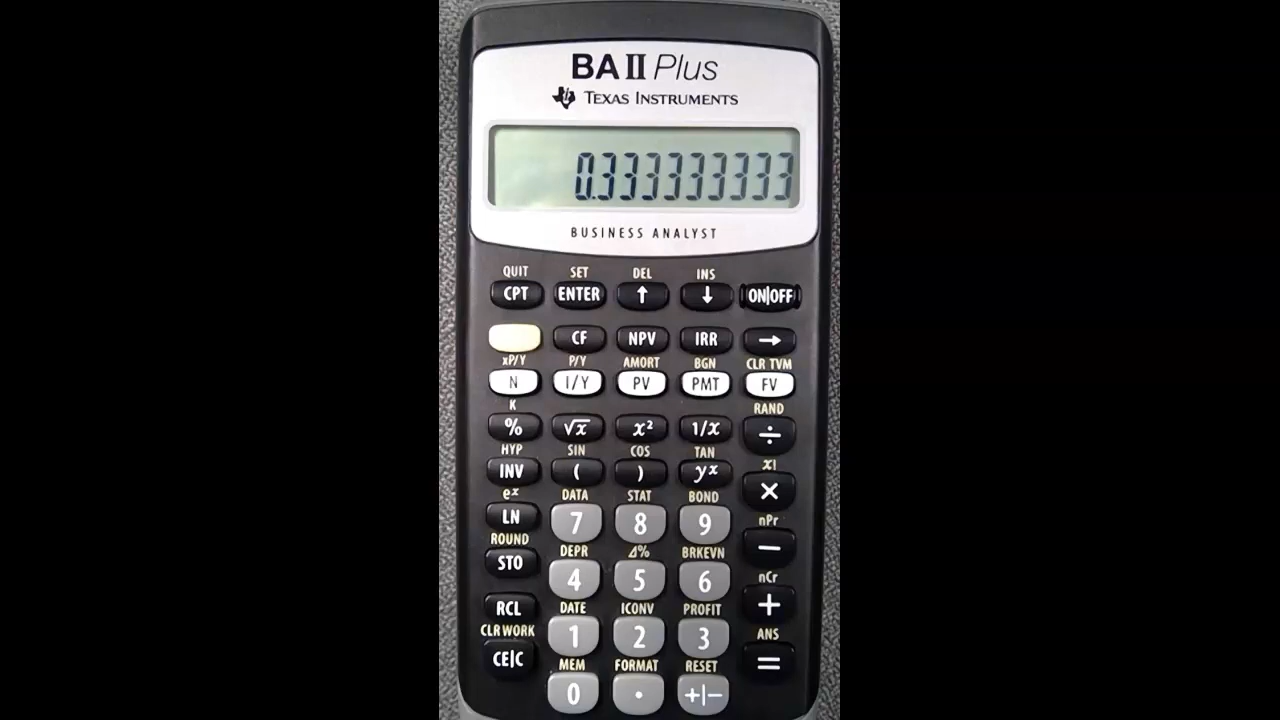 BA II Plus
TEXAS INSTRUMENTS
0.333333333
BUSINESS ANALYST
QUIT SET DEL INS
CPT ENTER ↑ ↓ ON|OFF
CF NPV IRR →
xP/Y P/Y AMORT BGN CLR TVM
N I/Y PV PMT FV
K RAND
% √x x² 1/x ÷
HYP SIN COS TAN x!
INV ( ) yˣ ×
eˣ DATA STAT BOND nPr
LN 7 8 9 −
ROUND DEPR Δ% BRKEVN nCr
STO 4 5 6 +
DATE ICONV PROFIT ANS
RCL 1 2 3 =
CLR WORK MEM FORMAT RESET
CE|C 0 . +|−